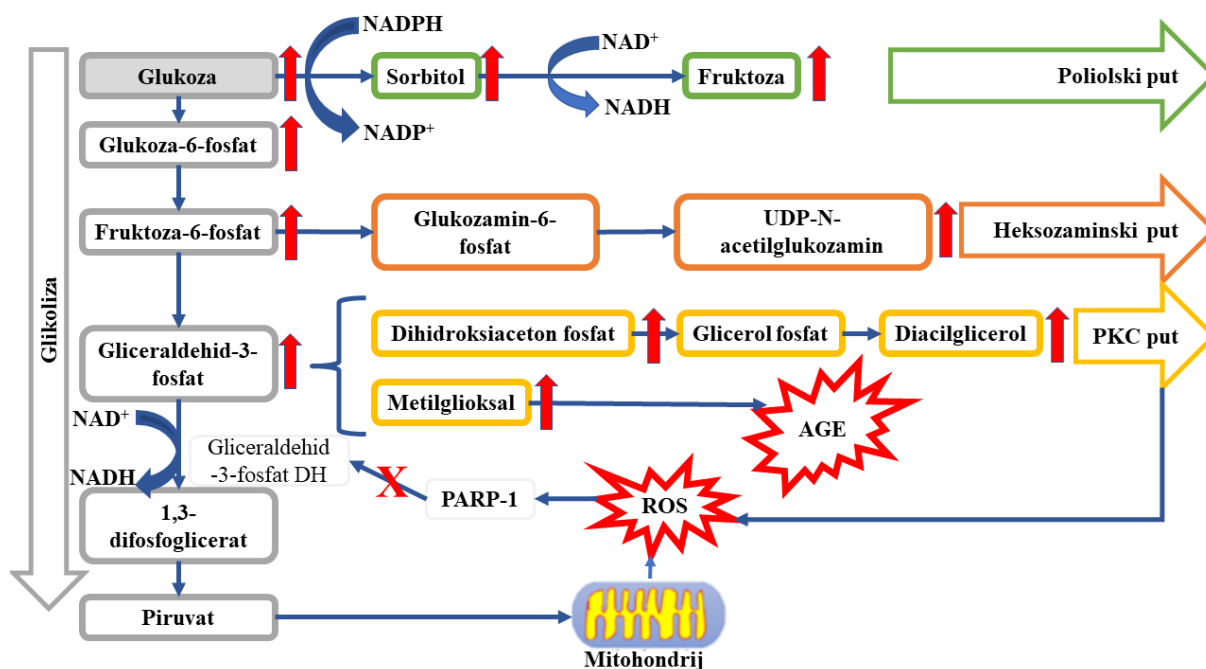 NADPH
NAD⁺
Glukoza
Sorbitol
Fruktoza
Poliolski put
NADP⁺
NADH
Glukoza-6-fosfat
Fruktoza-6-fosfat
Glukozamin-6-
fosfat
UDP-N-
acetilglukozamin
Heksozaminski put
Glikoliza
Gliceraldehid-3-
fosfat
Dihidroksiaceton fosfat
Glicerol fosfat
Diacilglicerol
PKC put
Metilglioksal
AGE
NAD⁺
NADH
Gliceraldehid
-3-fosfat DH
X
PARP-1
ROS
1,3-
difosfoglicerat
Piruvat
Mitohondrij